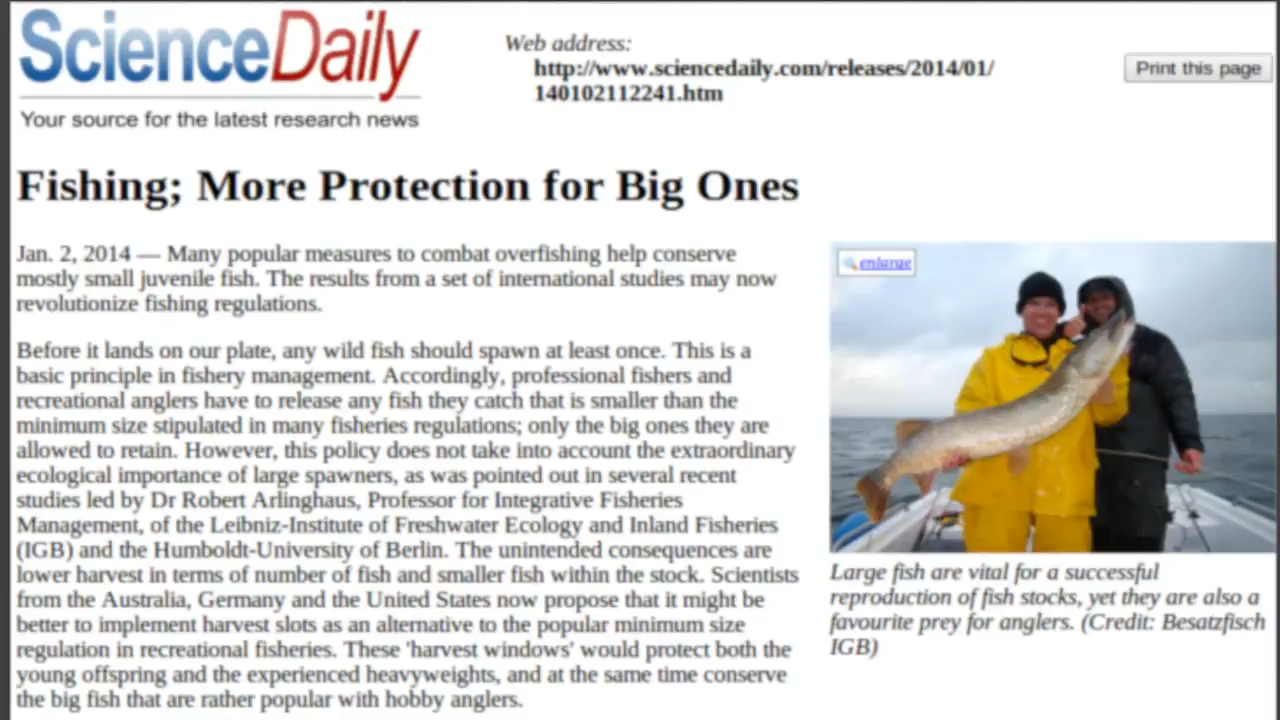 ScienceDaily
Your source for the latest research news
Web address:
http://www.sciencedaily.com/releases/2014/01/
140102112241.htm
Print this page
Fishing; More Protection for Big Ones
Jan. 2, 2014 — Many popular measures to combat overfishing help conserve
mostly small juvenile fish. The results from a set of international studies may now
revolutionize fishing regulations.
Before it lands on our plate, any wild fish should spawn at least once. This is a
basic principle in fishery management. Accordingly, professional fishers and
recreational anglers have to release any fish they catch that is smaller than the
minimum size stipulated in many fisheries regulations; only the big ones they are
allowed to retain. However, this policy does not take into account the extraordinary
ecological importance of large spawners, as was pointed out in several recent
studies led by Dr Robert Arlinghaus, Professor for Integrative Fisheries
Management, of the Leibniz-Institute of Freshwater Ecology and Inland Fisheries
(IGB) and the Humboldt-University of Berlin. The unintended consequences are
lower harvest in terms of number of fish and smaller fish within the stock. Scientists
from the Australia, Germany and the United States now propose that it might be
better to implement harvest slots as an alternative to the popular minimum size
regulation in recreational fisheries. These 'harvest windows' would protect both the
young offspring and the experienced heavyweights, and at the same time conserve
the big fish that are rather popular with hobby anglers.
enlarge
Large fish are vital for a successful
reproduction of fish stocks, yet they are also a
favourite prey for anglers. (Credit: Besatzfisch
IGB)